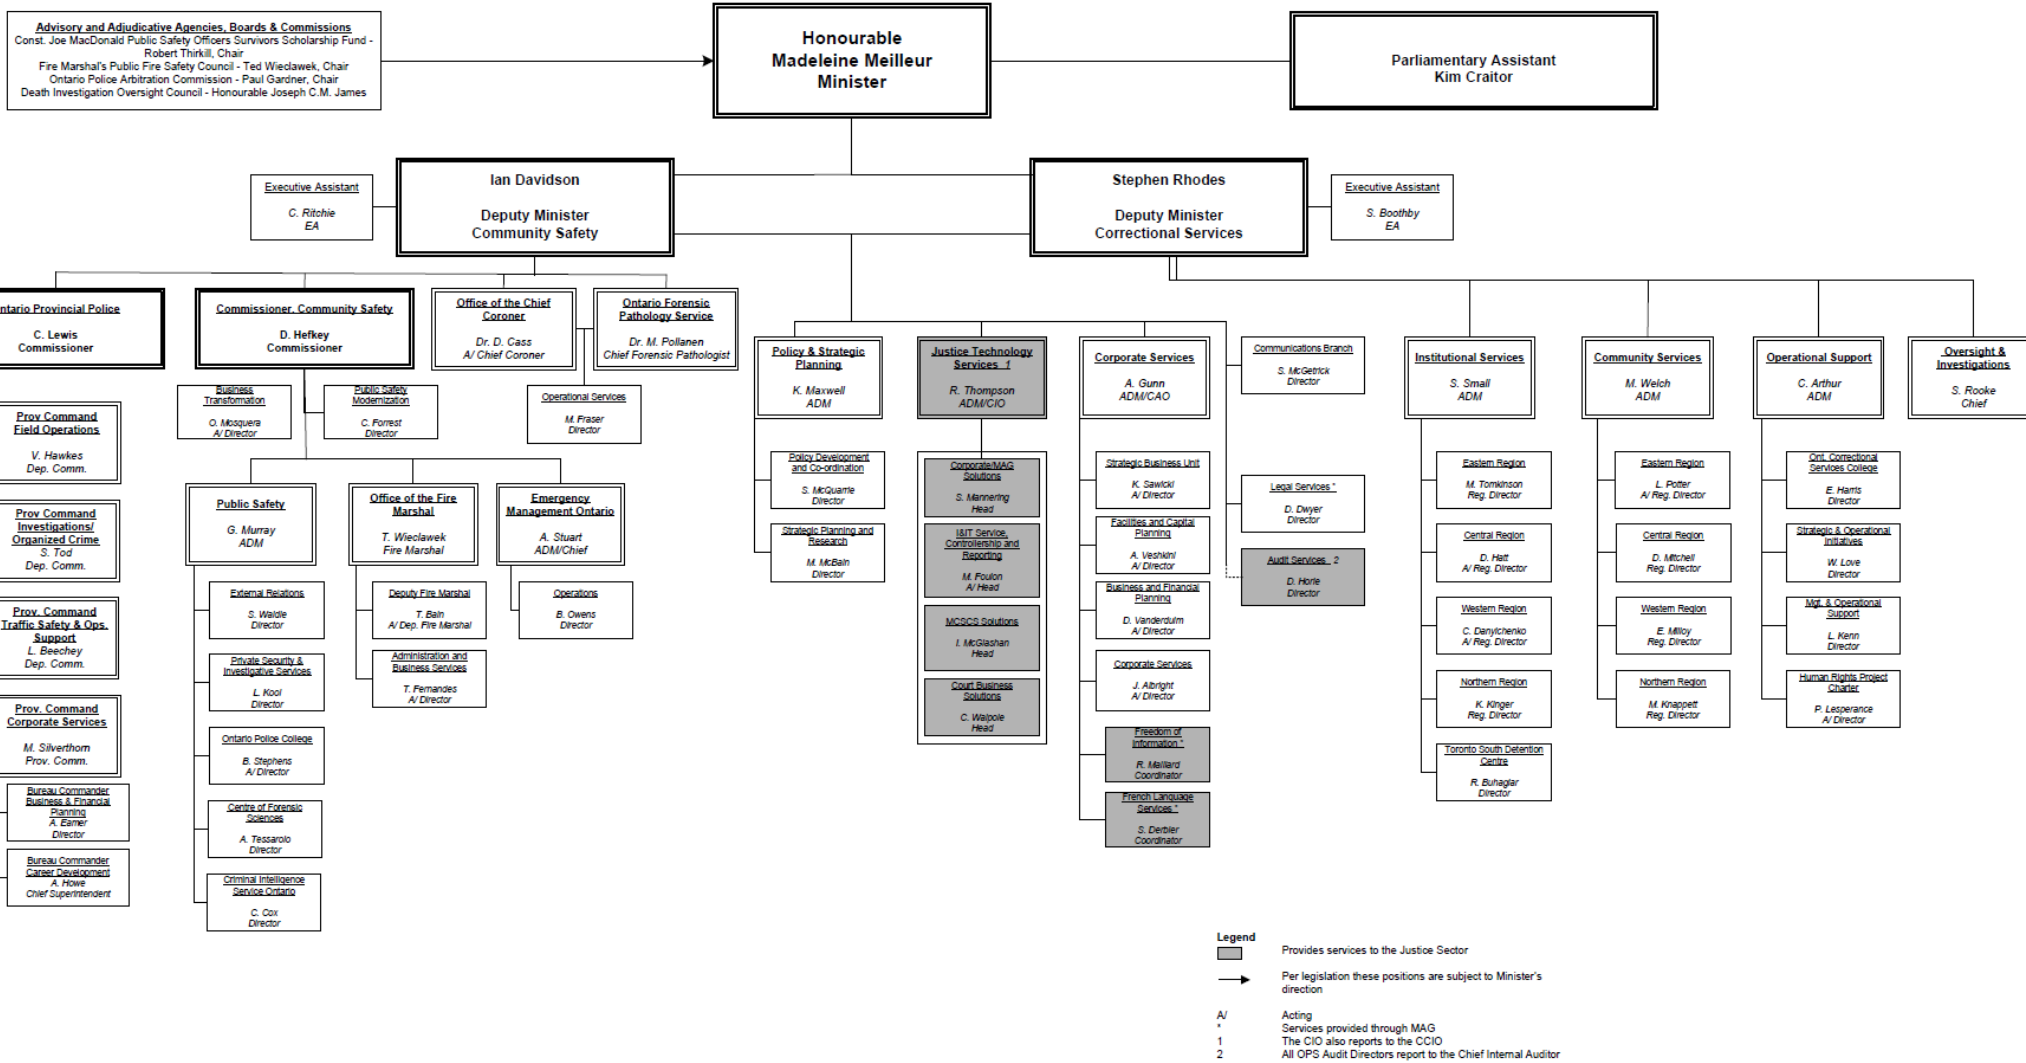 Advisory and Adjudicative Agencies, Boards & Commissions
Const. Joe MacDonald Public Safety Officers Survivors Scholarship Fund -
Robert Thirkill, Chair
Fire Marshal's Public Fire Safety Council - Ted Wieclawek, Chair
Ontario Police Arbitration Commission - Paul Gardner, Chair
Death Investigation Oversight Council - Honourable Joseph C.M. James
Honourable
Madeleine Meilleur
Minister
Parliamentary Assistant
Kim Craitor
Executive Assistant
C. Ritchie
EA
Ian Davidson
Deputy Minister
Community Safety
Stephen Rhodes
Deputy Minister
Correctional Services
Executive Assistant
S. Boothby
EA
ntario Provincial Police
C. Lewis
Commissioner
Commissioner, Community Safety
D. Hefkey
Commissioner
Office of the Chief
Coroner
Dr. D. Cass
A/ Chief Coroner
Ontario Forensic
Pathology Service
Dr. M. Pollanen
Chief Forensic Pathologist
Business
Transformation
O. Mosquera
A/ Director
Public Safety
Modernization
C. Forrest
Director
Operational Services
M. Fraser
Director
Prov Command
Field Operations
V. Hawkes
Dep. Comm.
Prov Command
Investigations/
Organized Crime
S. Tod
Dep. Comm.
Prov. Command
Traffic Safety & Ops.
Support
L. Beechey
Dep. Comm.
Prov. Command
Corporate Services
M. Silverthorn
Prov. Comm.
Bureau Commander
Business & Financial
Planning
A. Eamer
Director
Bureau Commander
Career Development
A. Howe
Chief Superintendent
Public Safety
G. Murray
ADM
Office of the Fire
Marshal
T. Wieclawek
Fire Marshal
Emergency
Management Ontario
A. Stuart
ADM/Chief
External Relations
S. Waldie
Director
Private Security &
Investigative Services
L. Kool
Director
Ontario Police College
B. Stephens
A/ Director
Centre of Forensic
Sciences
A. Tessarolo
Director
Criminal Intelligence
Service Ontario
C. Cox
Director
Deputy Fire Marshal
T. Bain
A/ Dep. Fire Marshal
Administration and
Business Services
T. Fernandes
A/ Director
Operations
B. Owens
Director
Policy & Strategic
Planning
K. Maxwell
ADM
Policy Development
and Co-ordination
S. McQuarrie
Director
Strategic Planning and
Research
M. McBain
Director
Justice Technology
Services 1
R. Thompson
ADM/CIO
Corporate/MAG
Solutions
S. Mannering
Head
I&IT Service,
Controllership and
Reporting
M. Foulon
A/ Head
MCSCS Solutions
I. McGlashan
Head
Court Business
Solutions
C. Walpole
Head
Corporate Services
A. Gunn
ADM/CAO
Strategic Business Unit
K. Sawicki
A/ Director
Facilities and Capital
Planning
A. Veshkini
A/ Director
Business and Financial
Planning
D. Vanderduim
A/ Director
Corporate Services
J. Albright
A/ Director
Freedom of
Information *
R. Maillard
Coordinator
French Language
Services *
S. Derbier
Coordinator
Communications Branch
S. McGetrick
Director
Legal Services *
D. Dwyer
Director
Audit Services 2
D. Horie
Director
Institutional Services
S. Small
ADM
Eastern Region
M. Tomkinson
Reg. Director
Central Region
D. Hatt
A/ Reg. Director
Western Region
C. Danylchenko
A/ Reg. Director
Northern Region
K. Kinger
Reg. Director
Toronto South Detention
Centre
R. Buhagiar
Director
Community Services
M. Welch
ADM
Eastern Region
L. Potter
A/ Reg. Director
Central Region
D. Mitchell
Reg. Director
Western Region
E. Milloy
Reg. Director
Northern Region
M. Knappett
Reg. Director
Operational Support
C. Arthur
ADM
Ont. Correctional
Services College
E. Harris
Director
Strategic & Operational
Initiatives
W. Love
Director
Mgt. & Operational
Support
L. Kenn
Director
Human Rights Project
Charter
P. Lesperance
A/ Director
Oversight &
Investigations
S. Rooke
Chief
Legend
Provides services to the Justice Sector
Per legislation these positions are subject to Minister's
direction
A/ Acting
* Services provided through MAG
1 The CIO also reports to the CCIO
2 All OPS Audit Directors report to the Chief Internal Auditor